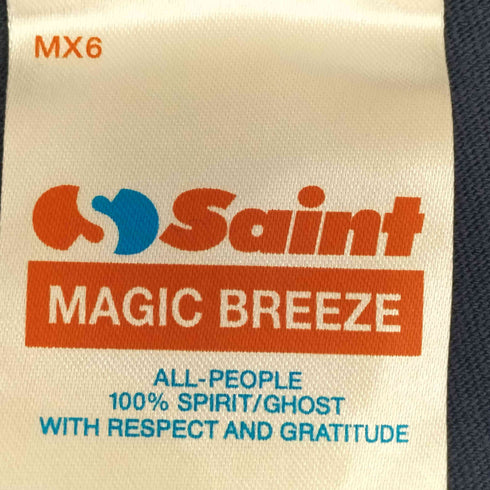 MX6
Saint
MAGIC BREEZE
ALL-PEOPLE
100% SPIRIT/GHOST
WITH RESPECT AND GRATITUDE